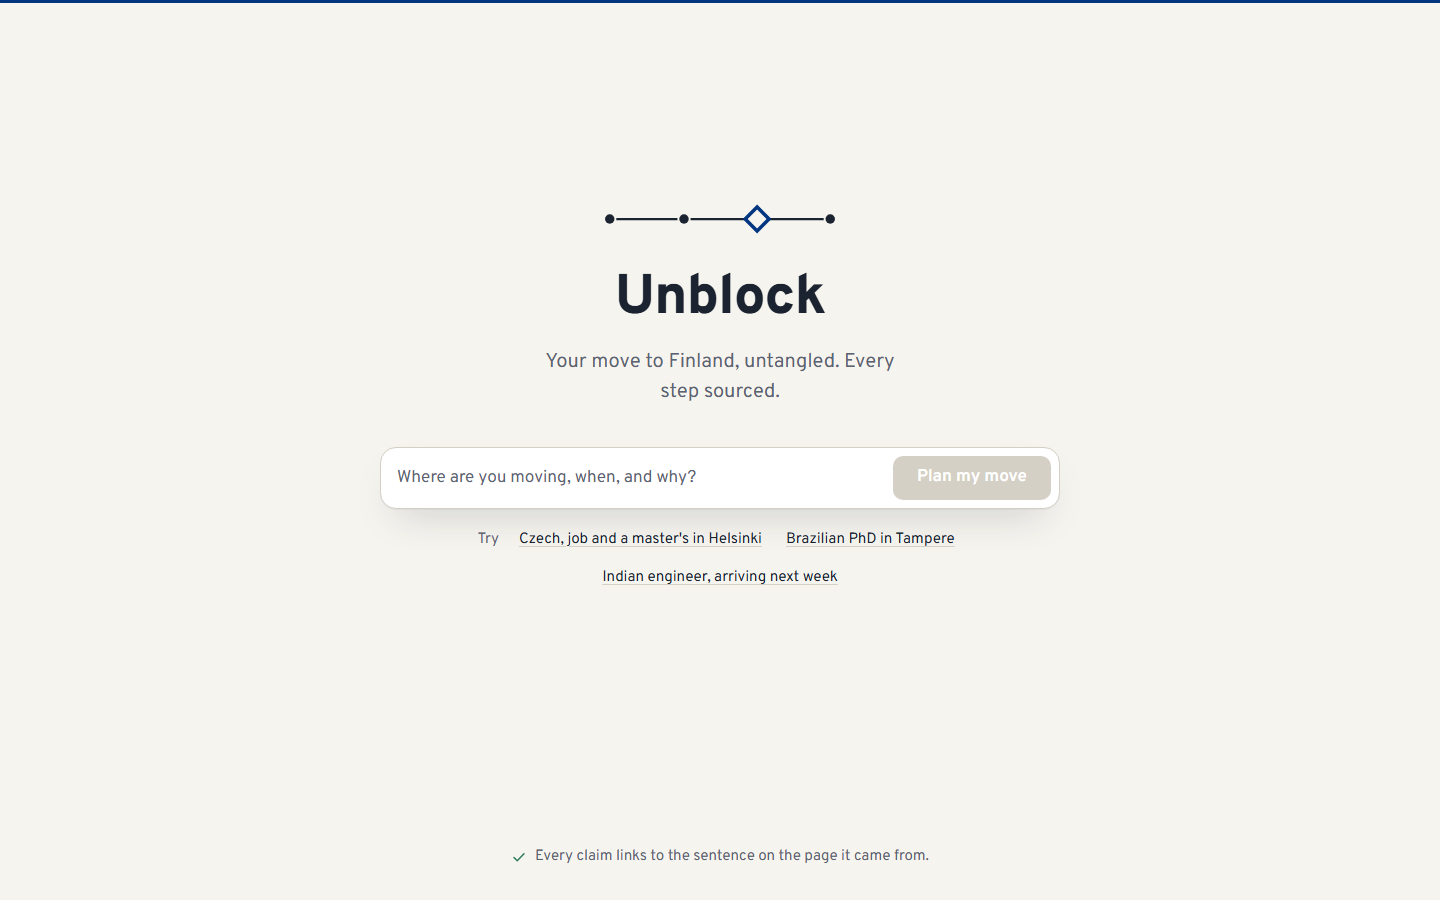 Unblock
Your move to Finland, untangled. Every
step sourced.
Where are you moving, when, and why?
Plan my move
Try Czech, job and a master's in Helsinki Brazilian PhD in Tampere
Indian engineer, arriving next week
Every claim links to the sentence on the page it came from.